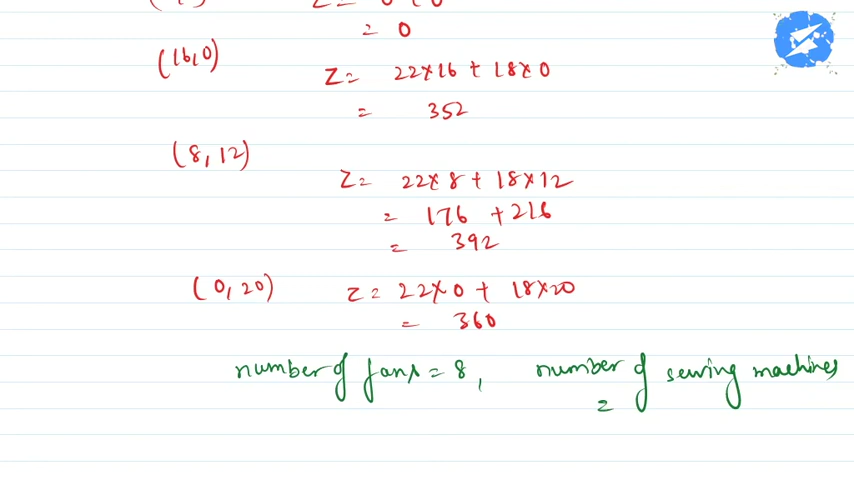 = 0
(16,0)
Z= 22×16 + 18×0
= 352
(8,12)
Z= 22×8 + 18×12
= 176 +216
= 392
(0,20) Z= 22×0 + 18×20
= 360
number of fans = 8, number of sewing machines
=